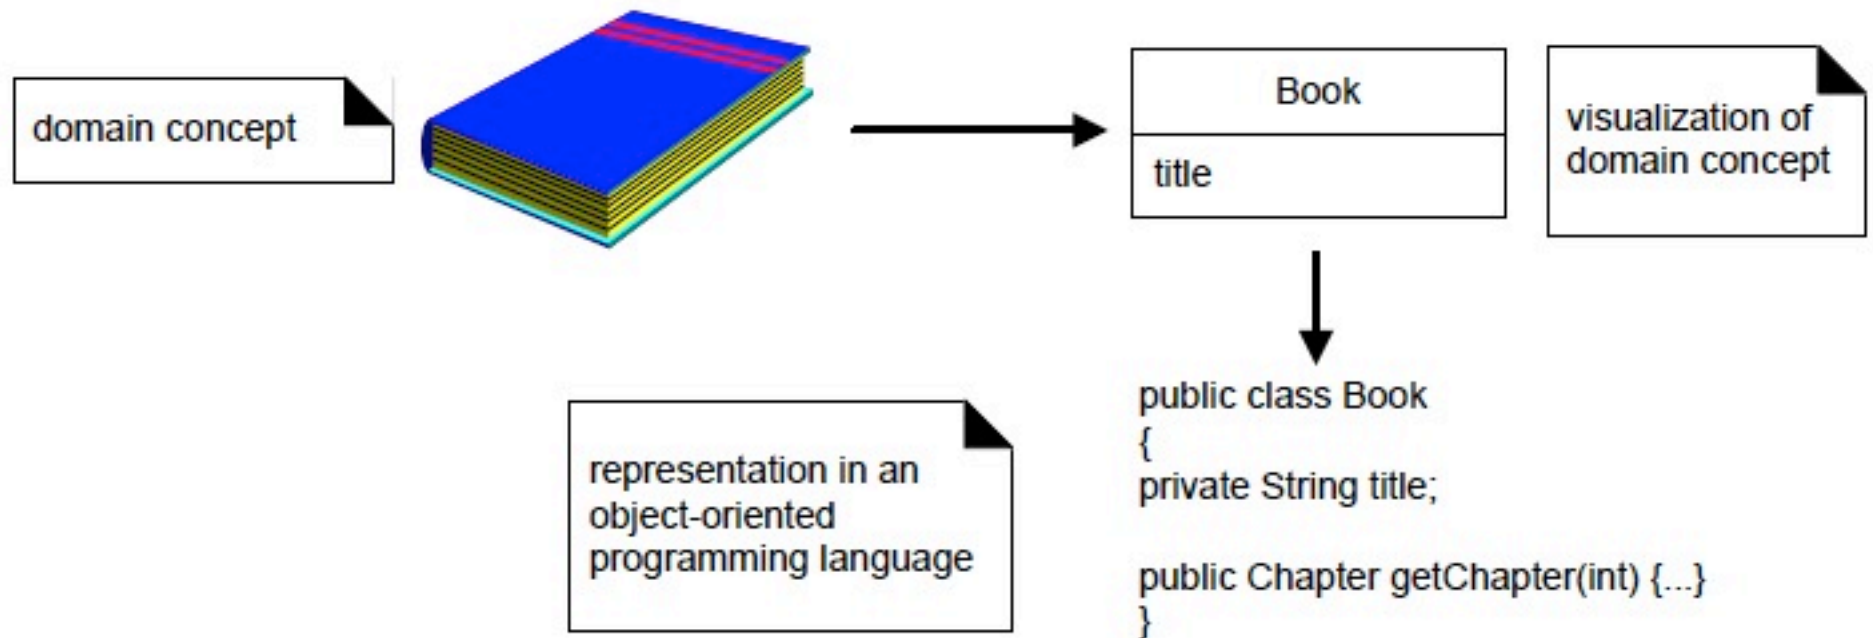 domain concept
Book
title
visualization of
domain concept
representation in an
object-oriented
programming language
public class Book
{
private String title;
public Chapter getChapter(int) {...}
}